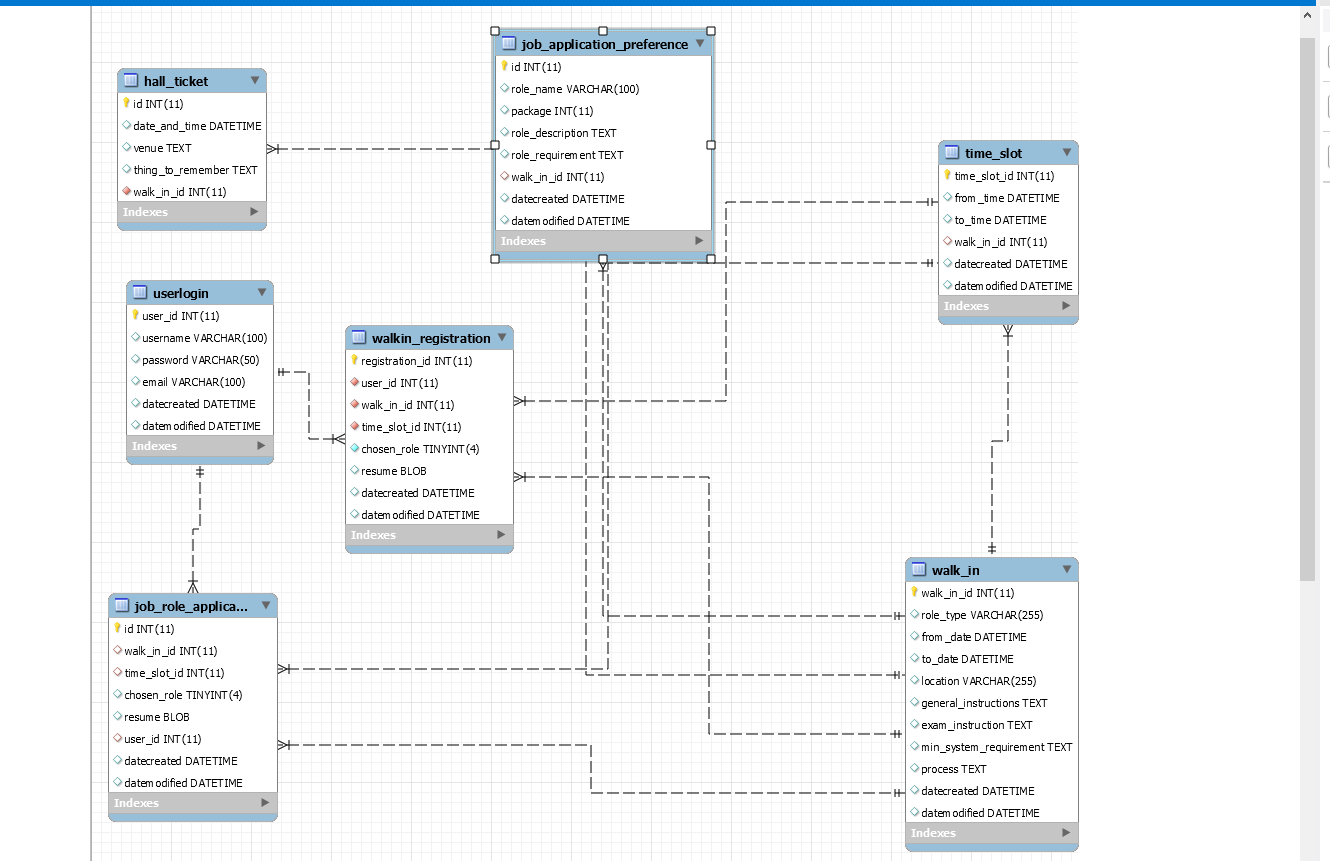 job_application_preference
id INT(11)
role_name VARCHAR(100)
package INT(11)
role_description TEXT
role_requirement TEXT
walk_in_id INT(11)
datecreated DATETIME
datemodified DATETIME
Indexes
hall_ticket
id INT(11)
date_and_time DATETIME
venue TEXT
thing_to_remember TEXT
walk_in_id INT(11)
Indexes
time_slot
time_slot_id INT(11)
from_time DATETIME
to_time DATETIME
walk_in_id INT(11)
datecreated DATETIME
datemodified DATETIME
Indexes
userlogin
user_id INT(11)
username VARCHAR(100)
password VARCHAR(50)
email VARCHAR(100)
datecreated DATETIME
datemodified DATETIME
Indexes
walkin_registration
registration_id INT(11)
user_id INT(11)
walk_in_id INT(11)
time_slot_id INT(11)
chosen_role TINYINT(4)
resume BLOB
datecreated DATETIME
datemodified DATETIME
Indexes
job_role_applica...
id INT(11)
walk_in_id INT(11)
time_slot_id INT(11)
chosen_role TINYINT(4)
resume BLOB
user_id INT(11)
datecreated DATETIME
datemodified DATETIME
Indexes
walk_in
walk_in_id INT(11)
role_type VARCHAR(255)
from_date DATETIME
to_date DATETIME
location VARCHAR(255)
general_instructions TEXT
exam_instruction TEXT
min_system_requirement TEXT
process TEXT
datecreated DATETIME
datemodified DATETIME
Indexes